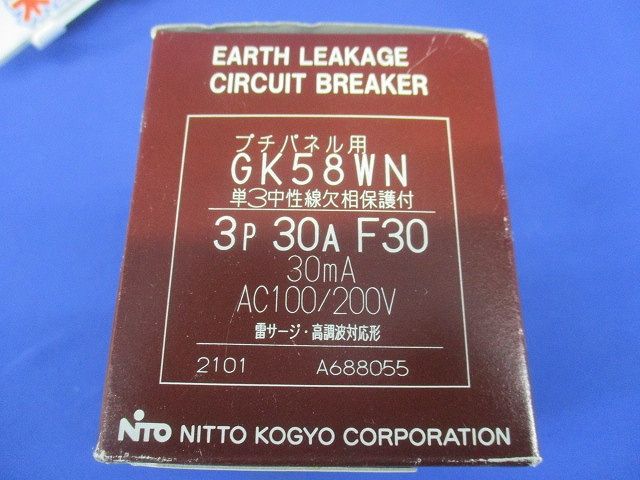 EARTH LEAKAGE
CIRCUIT BREAKER
プチパネル用
GK58WN
単3中性線欠相保護付
3P 30A F30
30mA
AC100/200V
雷サージ・高調波対応形
2101 A688055
NITO NITTO KOGYO CORPORATION